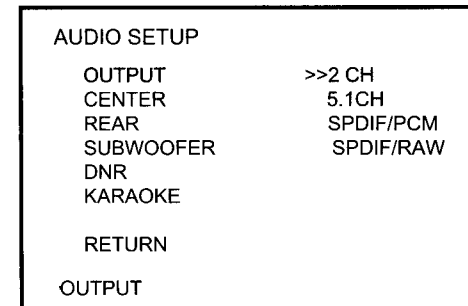 AUDIO SETUP
OUTPUT >>2 CH
CENTER 5.1CH
REAR SPDIF/PCM
SUBWOOFER SPDIF/RAW
DNR
KARAOKE
RETURN
OUTPUT